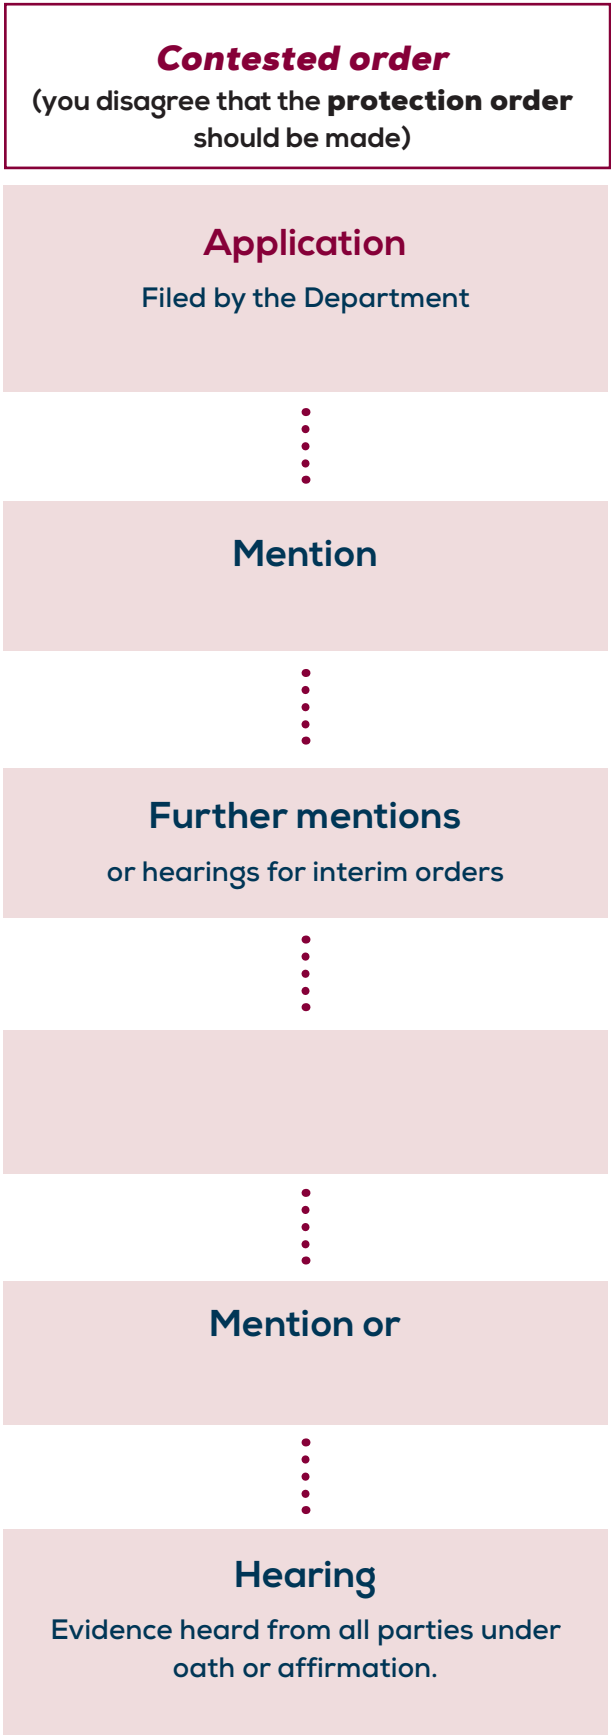 Contested order
(you disagree that the protection order
should be made)
Application
Filed by the Department
Mention
Further mentions
or hearings for interim orders
Mention or
Hearing
Evidence heard from all parties under
oath or affirmation.